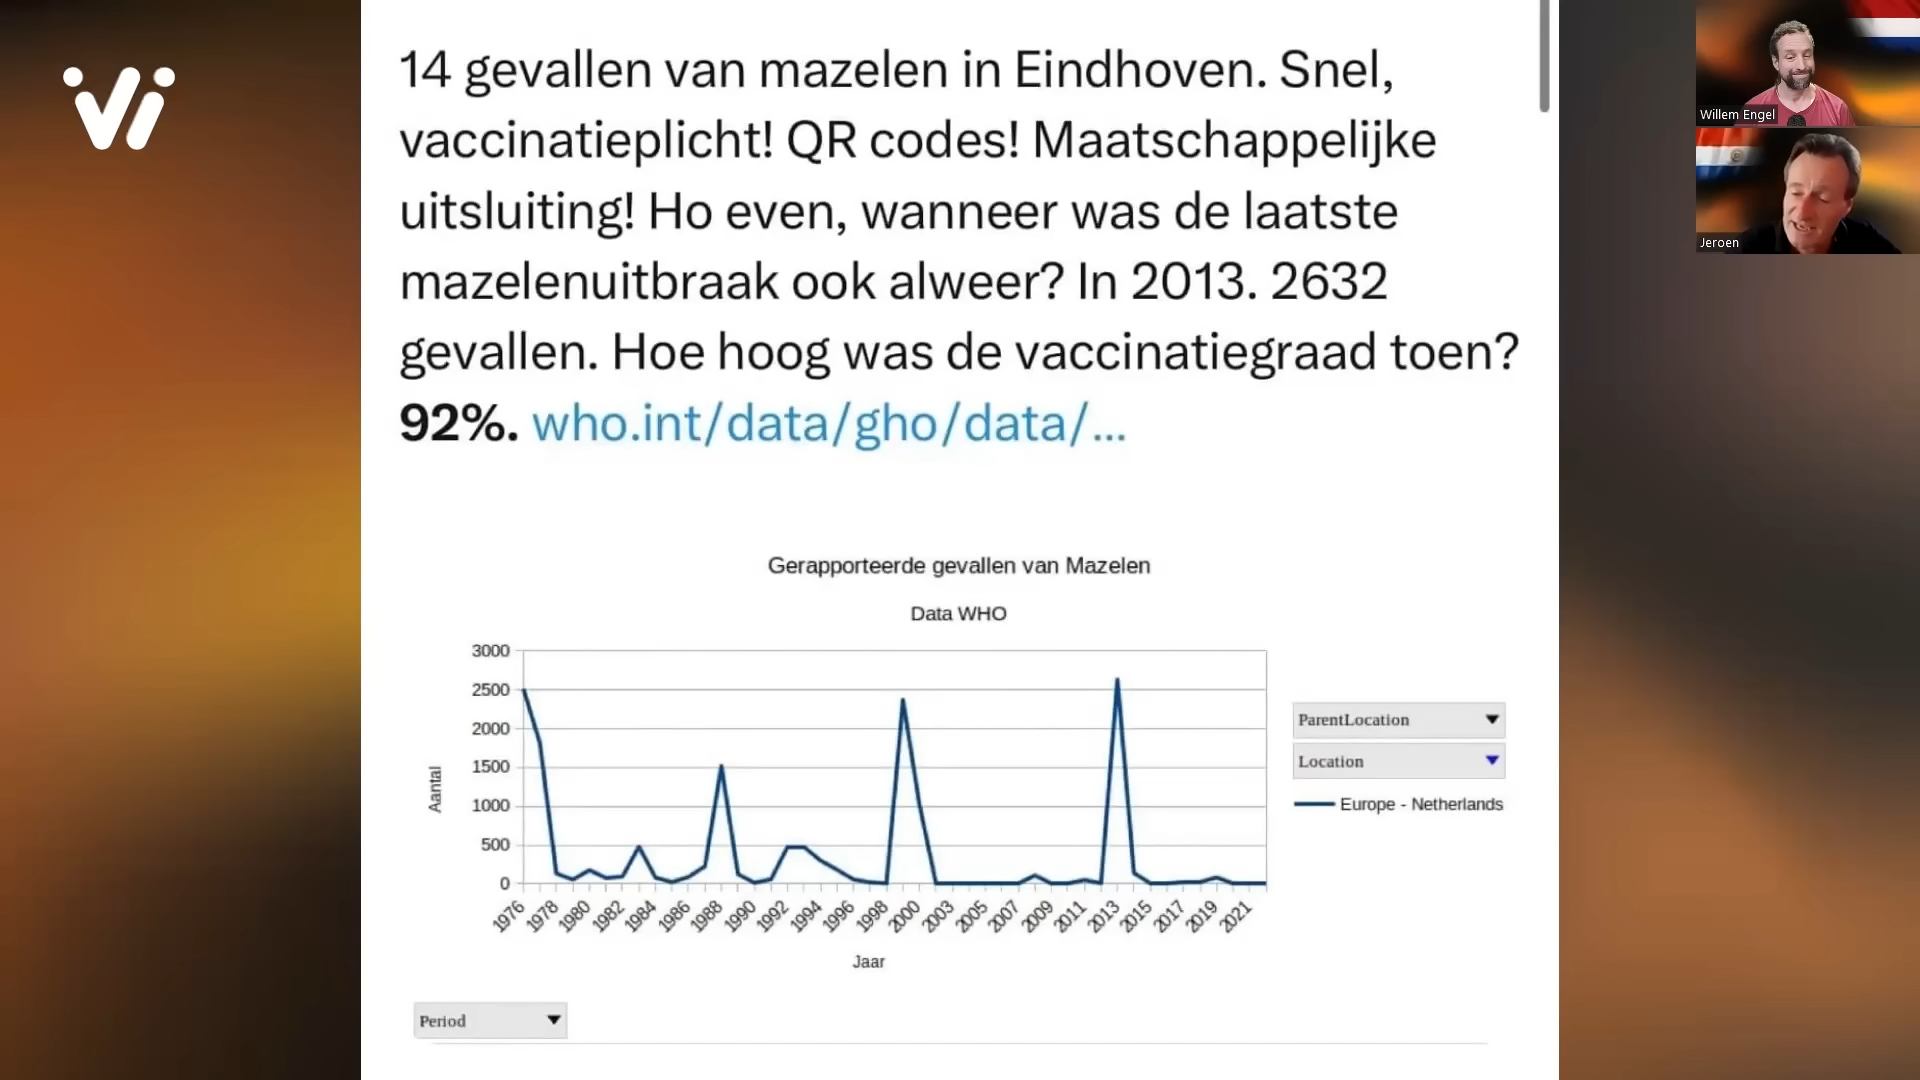 Vi
14 gevallen van mazelen in Eindhoven. Snel,
vaccinatieplicht! QR codes! Maatschappelijke
uitsluiting! Ho even, wanneer was de laatste
mazelenuitbraak ook alweer? In 2013. 2632
gevallen. Hoe hoog was de vaccinatiegraad toen?
92%. who.int/data/gho/data/...
Willem Engel
Jeroen
Gerapporteerde gevallen van Mazelen
Data WHO
3000
2500
2000
1500
1000
500
0
Aantal
1976 1978 1980 1982 1984 1986 1988 1990 1992 1994 1996 1998 2000 2003 2005 2007 2009 2011 2013 2015 2017 2019 2021
Jaar
ParentLocation
Location
Europe - Netherlands
Period